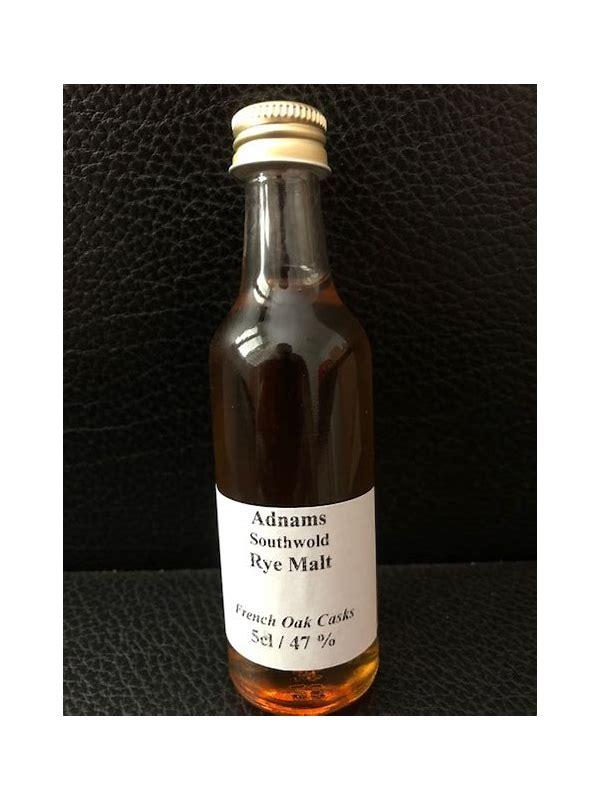 Adnams
Southwold
Rye Malt
French Oak Casks
5cl / 47 %